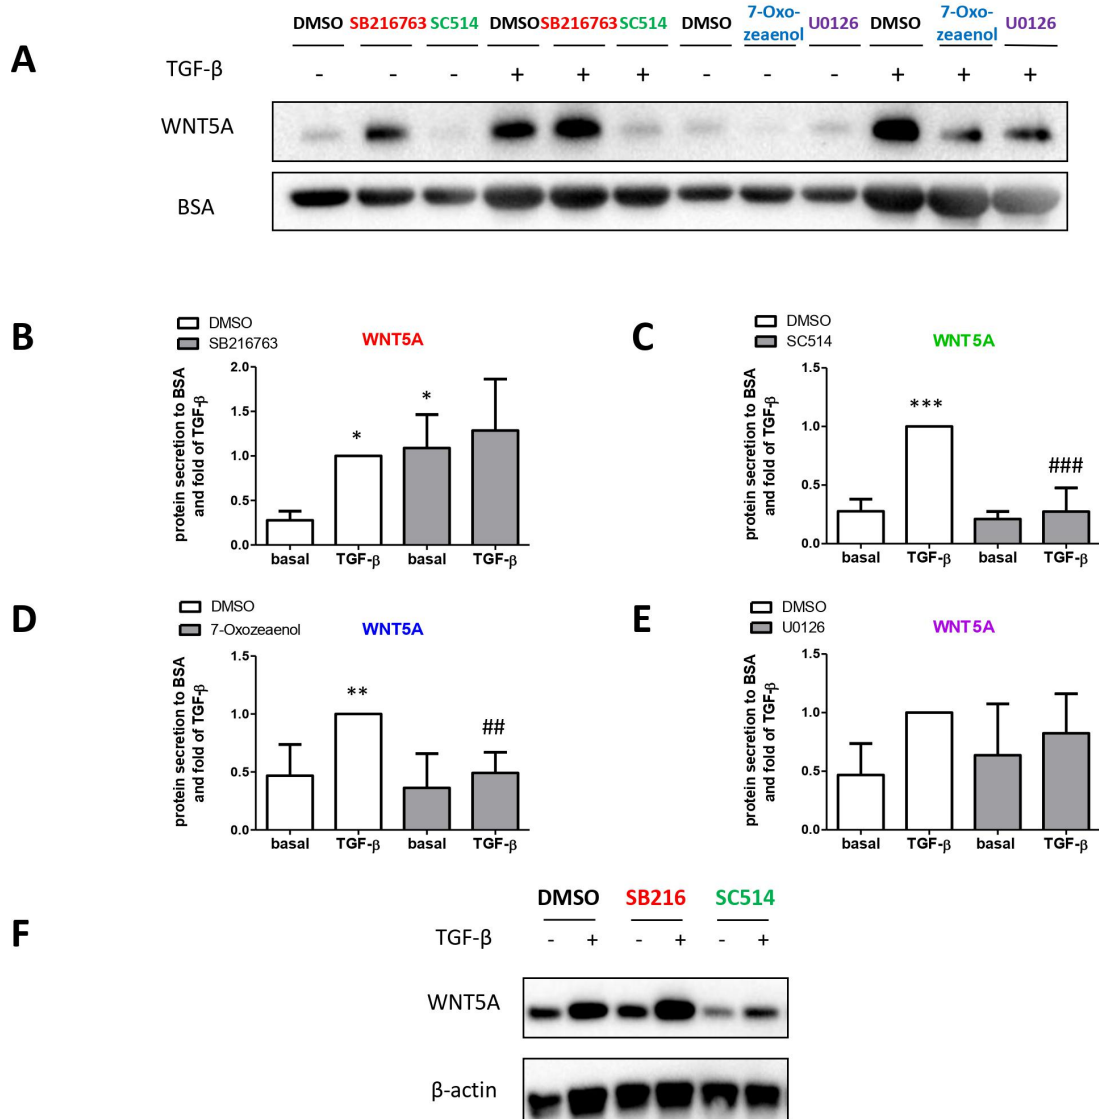 A
DMSO SB216763 SC514 DMSO SB216763 SC514 DMSO 7-Oxo-zeaenol U0126 DMSO 7-Oxo-zeaenol U0126
TGF-β - - - + + + - - - + + +
WNT5A
BSA
B
DMSO
SB216763
WNT5A
protein secretion to BSA
and fold of TGF-β
2.0
1.5
1.0
0.5
0.0
* *
basal TGF-β basal TGF-β
C
DMSO
SC514
WNT5A
protein secretion to BSA
and fold of TGF-β
1.5
1.0
0.5
0.0
*** ###
basal TGF-β basal TGF-β
D
DMSO
7-Oxozeaenol
WNT5A
protein secretion to BSA
and fold of TGF-β
1.5
1.0
0.5
0.0
** ##
basal TGF-β basal TGF-β
E
DMSO
U0126
WNT5A
protein secretion to BSA
and fold of TGF-β
1.5
1.0
0.5
0.0
basal TGF-β basal TGF-β
F
DMSO SB216 SC514
TGF-β - + - + - +
WNT5A
β-actin